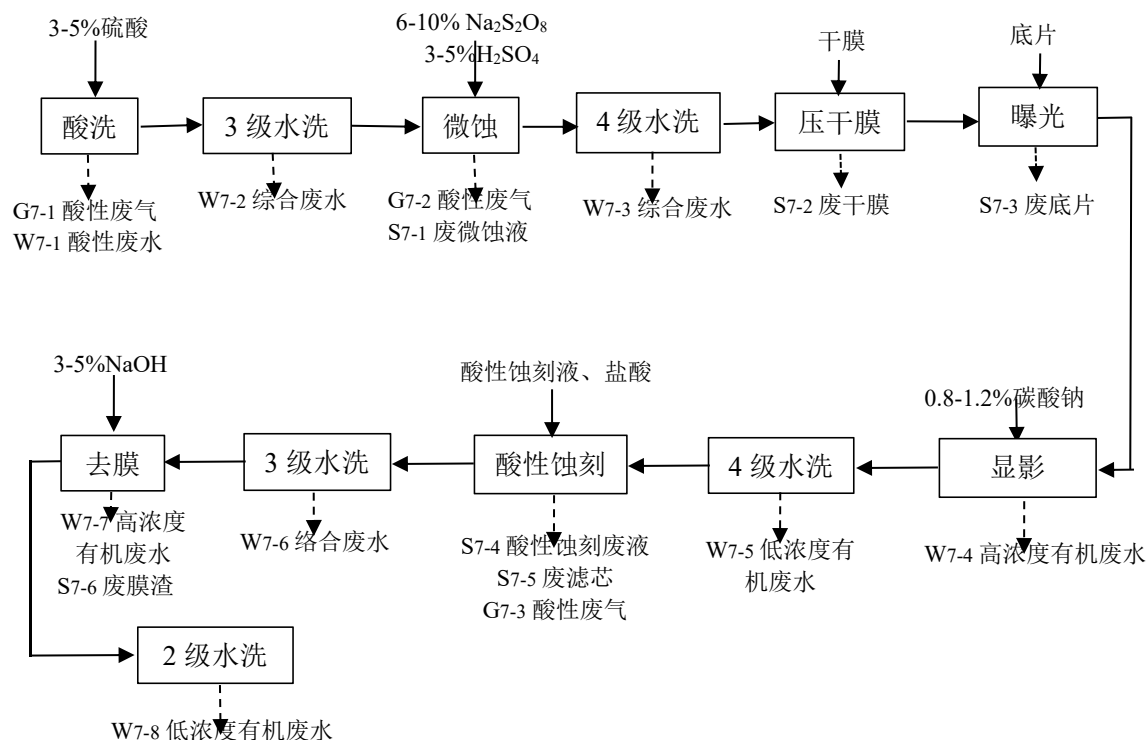 3-5%硫酸
6-10% Na₂S₂O₈
3-5%H₂SO₄
干膜
底片
酸洗
3 级水洗
微蚀
4 级水洗
压干膜
曝光
G7-1 酸性废气
W7-1 酸性废水
W7-2 综合废水
G7-2 酸性废气
S7-1 废微蚀液
W7-3 综合废水
S7-2 废干膜
S7-3 废底片
3-5%NaOH
酸性蚀刻液、盐酸
0.8-1.2%碳酸钠
去膜
3 级水洗
酸性蚀刻
4 级水洗
显影
W7-7 高浓度
有机废水
S7-6 废膜渣
W7-6 络合废水
S7-4 酸性蚀刻废液
S7-5 废滤芯
G7-3 酸性废气
W7-5 低浓度有
机废水
W7-4 高浓度有机废水
2 级水洗
W7-8 低浓度有机废水